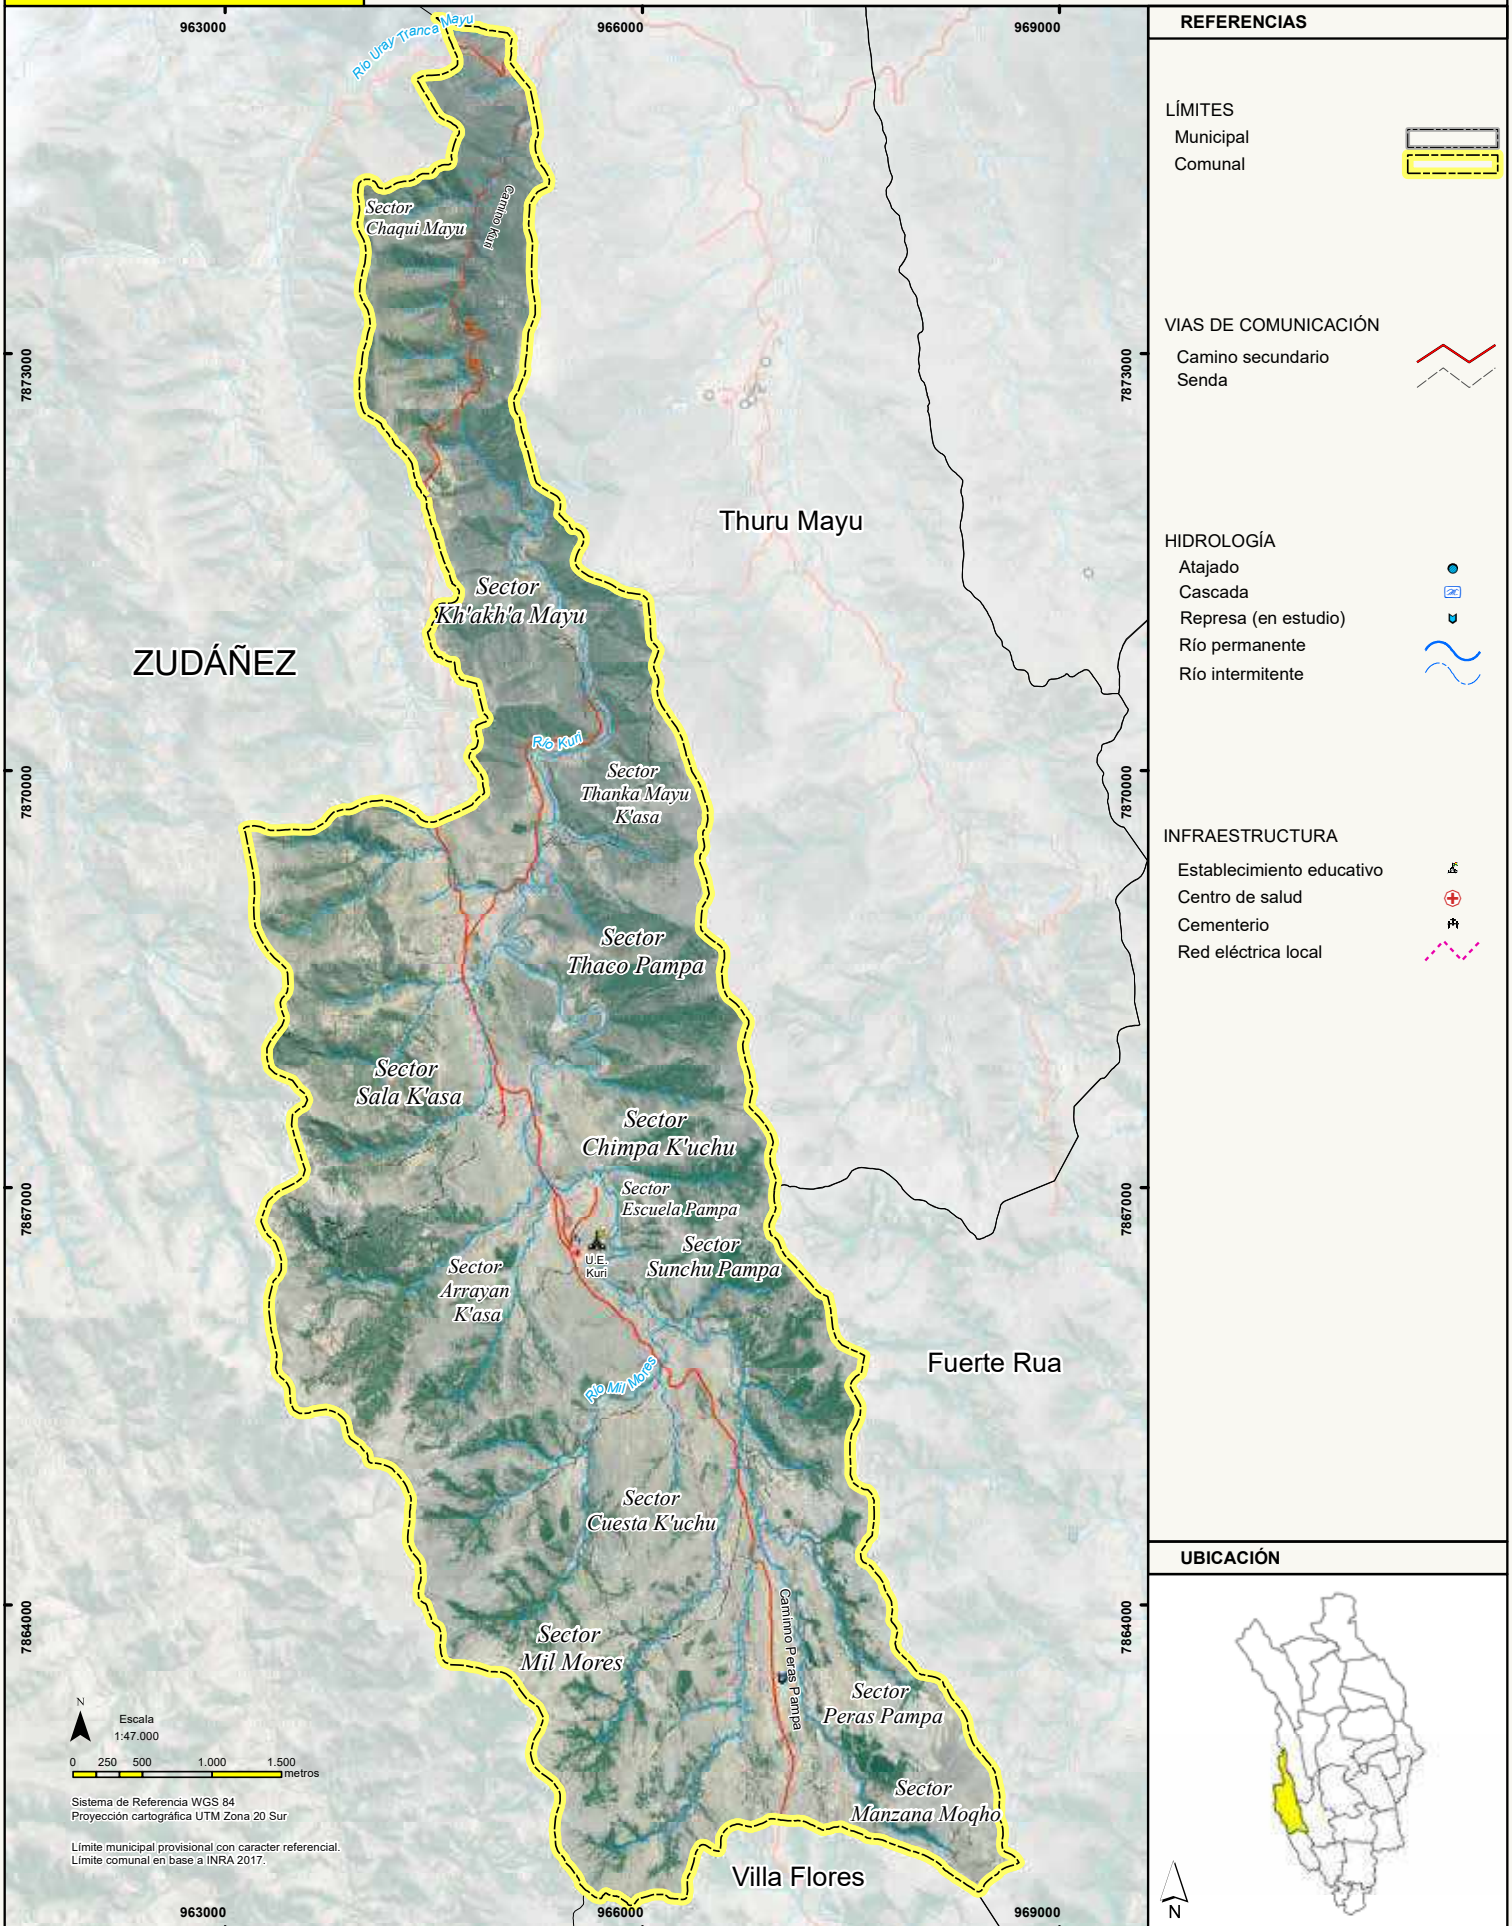 963000
966000
969000
Río Uray Tranca Mayu
Sector
Chaqui Mayu
Camino Kuri
7873000
7873000
Thuru Mayu
Sector
Kh'akh'a Mayu
ZUDÁÑEZ
Río Kuri
Sector
Thanka Mayu
K'asa
7870000
7870000
Sector
Thaco Pampa
Sector
Sala K'asa
Sector
Chimpa K'uchu
Sector
Escuela Pampa
7867000
7867000
Sector
Sunchu Pampa
U.E.
Kuri
Sector
Arrayan
K'asa
Fuerte Rua
Río Mil Mores
Sector
Cuesta K'uchu
7864000
7864000
Caminno Peras Pampa
Sector
Mil Mores
Sector
Peras Pampa
Sector
Manzana Moqho
Villa Flores
N
Escala
1:47.000
0 250 500 1.000 1.500
metros
Sistema de Referencia WGS 84
Proyección cartográfica UTM Zona 20 Sur
Límite municipal provisional con caracter referencial.
Límite comunal en base a INRA 2017.
963000
966000
969000
REFERENCIAS
LÍMITES
Municipal
Comunal
VIAS DE COMUNICACIÓN
Camino secundario
Senda
HIDROLOGÍA
Atajado
Cascada
Represa (en estudio)
Río permanente
Río intermitente
INFRAESTRUCTURA
Establecimiento educativo
Centro de salud
Cementerio
Red eléctrica local
UBICACIÓN
N